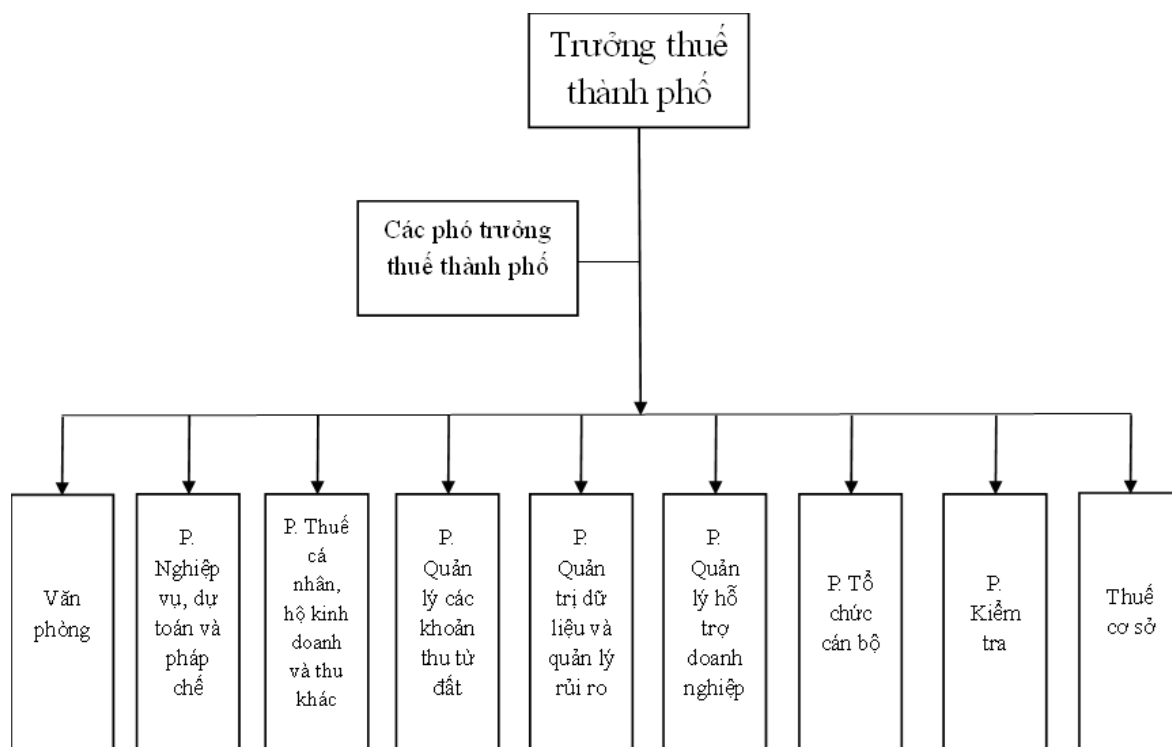 Trưởng thuế
thành phố
Các phó trưởng
thuế thành phố
Văn
phòng
P.
Nghiệp
vụ, dự
toán và
pháp
chế
P. Thuế
cá
nhân,
hộ kinh
doanh
và thu
khác
P.
Quản
lý các
khoản
thu từ
đất
P.
Quản
trị dữ
liệu và
quản lý
rủi ro
P.
Quản
lý hỗ
trợ
doanh
nghiệp
P. Tổ
chức
cán bộ
P.
Kiểm
tra
Thuế
cơ sở